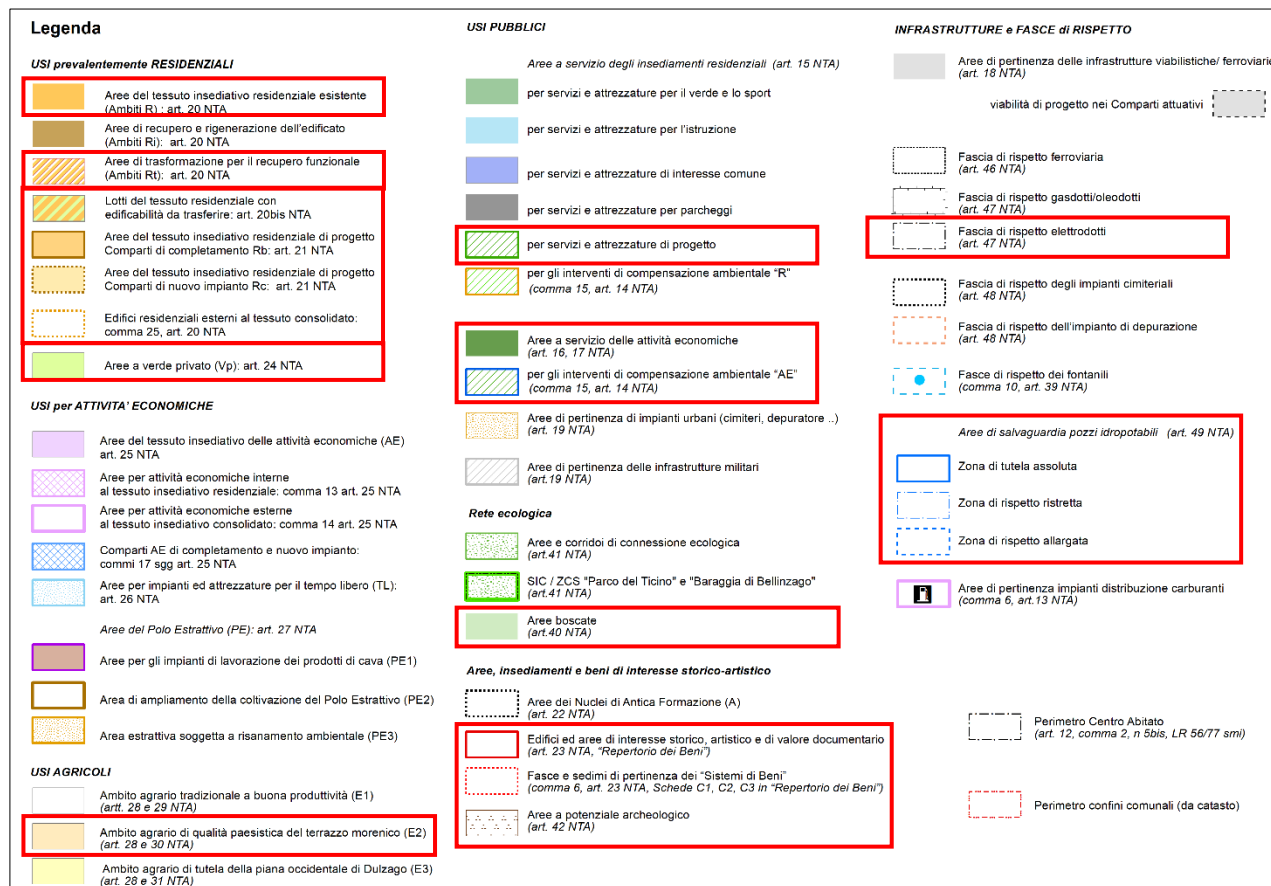 Legenda
USI prevalentemente RESIDENZIALI
Aree del tessuto insediativo residenziale esistente
(Ambiti R) : art. 20 NTA
Aree di recupero e rigenerazione dell'edificato
(Ambiti Ri): art. 20 NTA
Aree di trasformazione per il recupero funzionale
(Ambiti Rt): art. 20 NTA
Lotti del tessuto residenziale con
edificabilità da trasferire: art. 20bis NTA
Aree del tessuto insediativo residenziale di progetto
Comparti di completamento Rb: art. 21 NTA
Aree del tessuto insediativo residenziale di progetto
Comparti di nuovo impianto Rc: art. 21 NTA
Edifici residenziali esterni al tessuto consolidato:
comma 25, art. 20 NTA
Aree a verde privato (Vp): art. 24 NTA
USI per ATTIVITA' ECONOMICHE
Aree del tessuto insediativo delle attività economiche (AE)
art. 25 NTA
Aree per attività economiche interne
al tessuto insediativo residenziale: comma 13 art. 25 NTA
Aree per attività economiche esterne
al tessuto insediativo consolidato: comma 14 art. 25 NTA
Comparti AE di completamento e nuovo impianto:
commi 17 sgg art. 25 NTA
Aree per impianti ed attrezzature per il tempo libero (TL):
art. 26 NTA
Aree del Polo Estrattivo (PE): art. 27 NTA
Aree per gli impianti di lavorazione dei prodotti di cava (PE1)
Area di ampliamento della coltivazione del Polo Estrattivo (PE2)
Area estrattiva soggetta a risanamento ambientale (PE3)
USI AGRICOLI
Ambito agrario tradizionale a buona produttività (E1)
(artt. 28 e 29 NTA)
Ambito agrario di qualità paesistica del terrazzo morenico (E2)
(art. 28 e 30 NTA)
Ambito agrario di tutela della piana occidentale di Dulzago (E3)
(art. 28 e 31 NTA)
USI PUBBLICI
Aree a servizio degli insediamenti residenziali (art. 15 NTA)
per servizi e attrezzature per il verde e lo sport
per servizi e attrezzature per l'istruzione
per servizi e attrezzature di interesse comune
per servizi e attrezzature per parcheggi
per servizi e attrezzature di progetto
per gli interventi di compensazione ambientale "R"
(comma 15, art. 14 NTA)
Aree a servizio delle attività economiche
(art. 16, 17 NTA)
per gli interventi di compensazione ambientale "AE"
(comma 15, art. 14 NTA)
Aree di pertinenza di impianti urbani (cimiteri, depuratore ..)
(art. 19 NTA)
Aree di pertinenza delle infrastrutture militari
(art.19 NTA)
Rete ecologica
Aree e corridoi di connessione ecologica
(art.41 NTA)
SIC / ZCS "Parco del Ticino" e "Baraggia di Bellinzago"
(art.41 NTA)
Aree boscate
(art.40 NTA)
Aree, insediamenti e beni di interesse storico-artistico
Aree dei Nuclei di Antica Formazione (A)
(art. 22 NTA)
Edifici ed aree di interesse storico, artistico e di valore documentario
(art. 23 NTA, "Repertorio dei Beni")
Fasce e sedimi di pertinenza dei "Sistemi di Beni"
(comma 6, art. 23 NTA, Schede C1, C2, C3 in "Repertorio dei Beni")
Aree a potenziale archeologico
(art. 42 NTA)
INFRASTRUTTURE e FASCE di RISPETTO
Aree di pertinenza delle infrastrutture viabilistiche/ ferroviarie
(art. 18 NTA)
viabilità di progetto nei Comparti attuativi
Fascia di rispetto ferroviaria
(art. 46 NTA)
Fascia di rispetto gasdotti/oleodotti
(art. 47 NTA)
Fascia di rispetto elettrodotti
(art. 47 NTA)
Fascia di rispetto degli impianti cimiteriali
(art. 48 NTA)
Fascia di rispetto dell'impianto di depurazione
(art. 48 NTA)
Fasce di rispetto dei fontanili
(comma 10, art. 39 NTA)
Aree di salvaguardia pozzi idropotabili (art. 49 NTA)
Zona di tutela assoluta
Zona di rispetto ristretta
Zona di rispetto allargata
Aree di pertinenza impianti distribuzione carburanti
(comma 6, art.13 NTA)
Perimetro Centro Abitato
(art. 12, comma 2, n 5bis, LR 56/77 smi)
Perimetro confini comunali (da catasto)